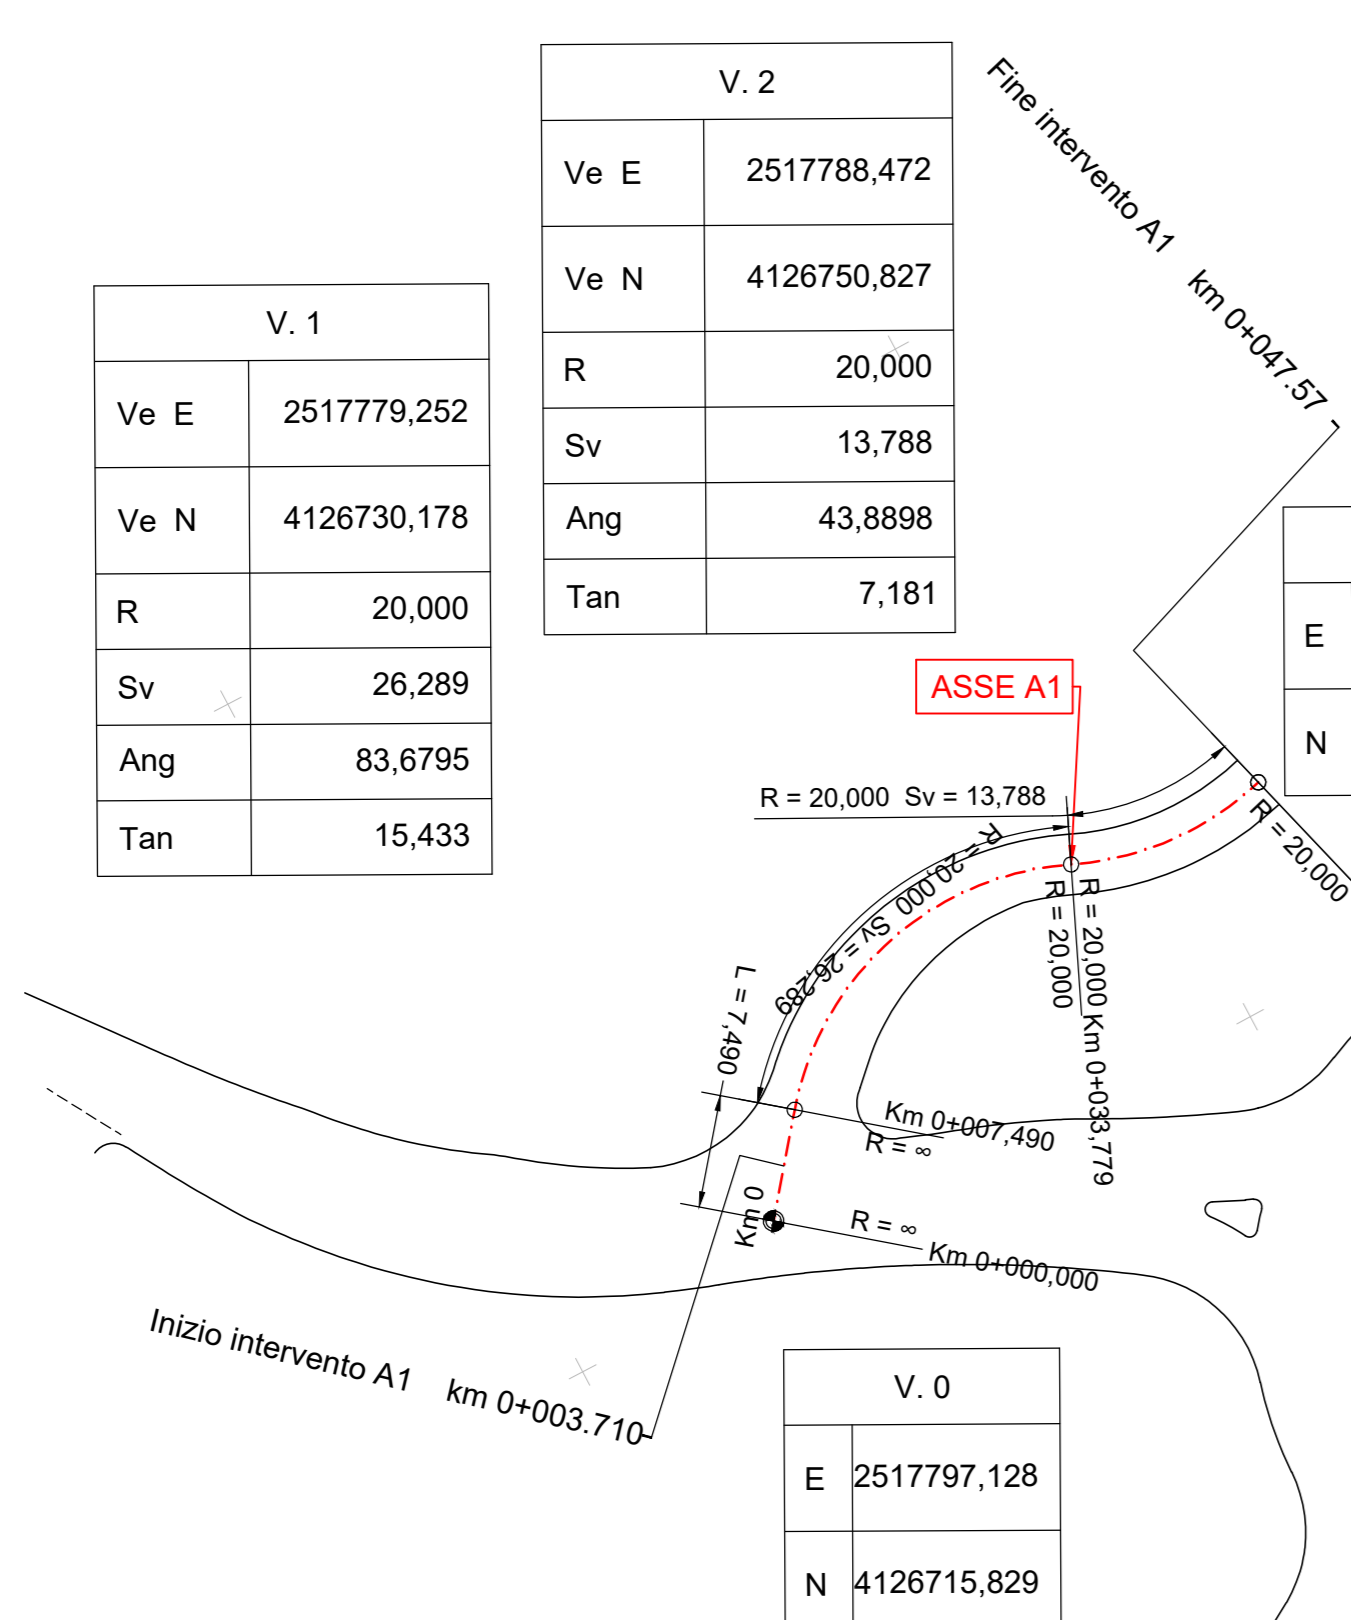 V. 2
Ve E 2517788,472
Ve N 4126750,827
R 20,000
Sv 13,788
Ang 43,8898
Tan 7,181
Fine intervento A1 km 0+047.57
V. 1
Ve E 2517779,252
Ve N 4126730,178
R 20,000
Sv 26,289
Ang 83,6795
Tan 15,433
E
N
ASSE A1
R = 20,000 Sv = 13,788
R = 20,000 Sv = 26,289
R = 20,000
R = 20,000
R = 20,000
Km 0+033,779
L = 7,490
Km 0+007,490
R = ∞
Km 0
R = ∞
Km 0+000,000
Inizio intervento A1 km 0+003.710
V. 0
E 2517797,128
N 4126715,829